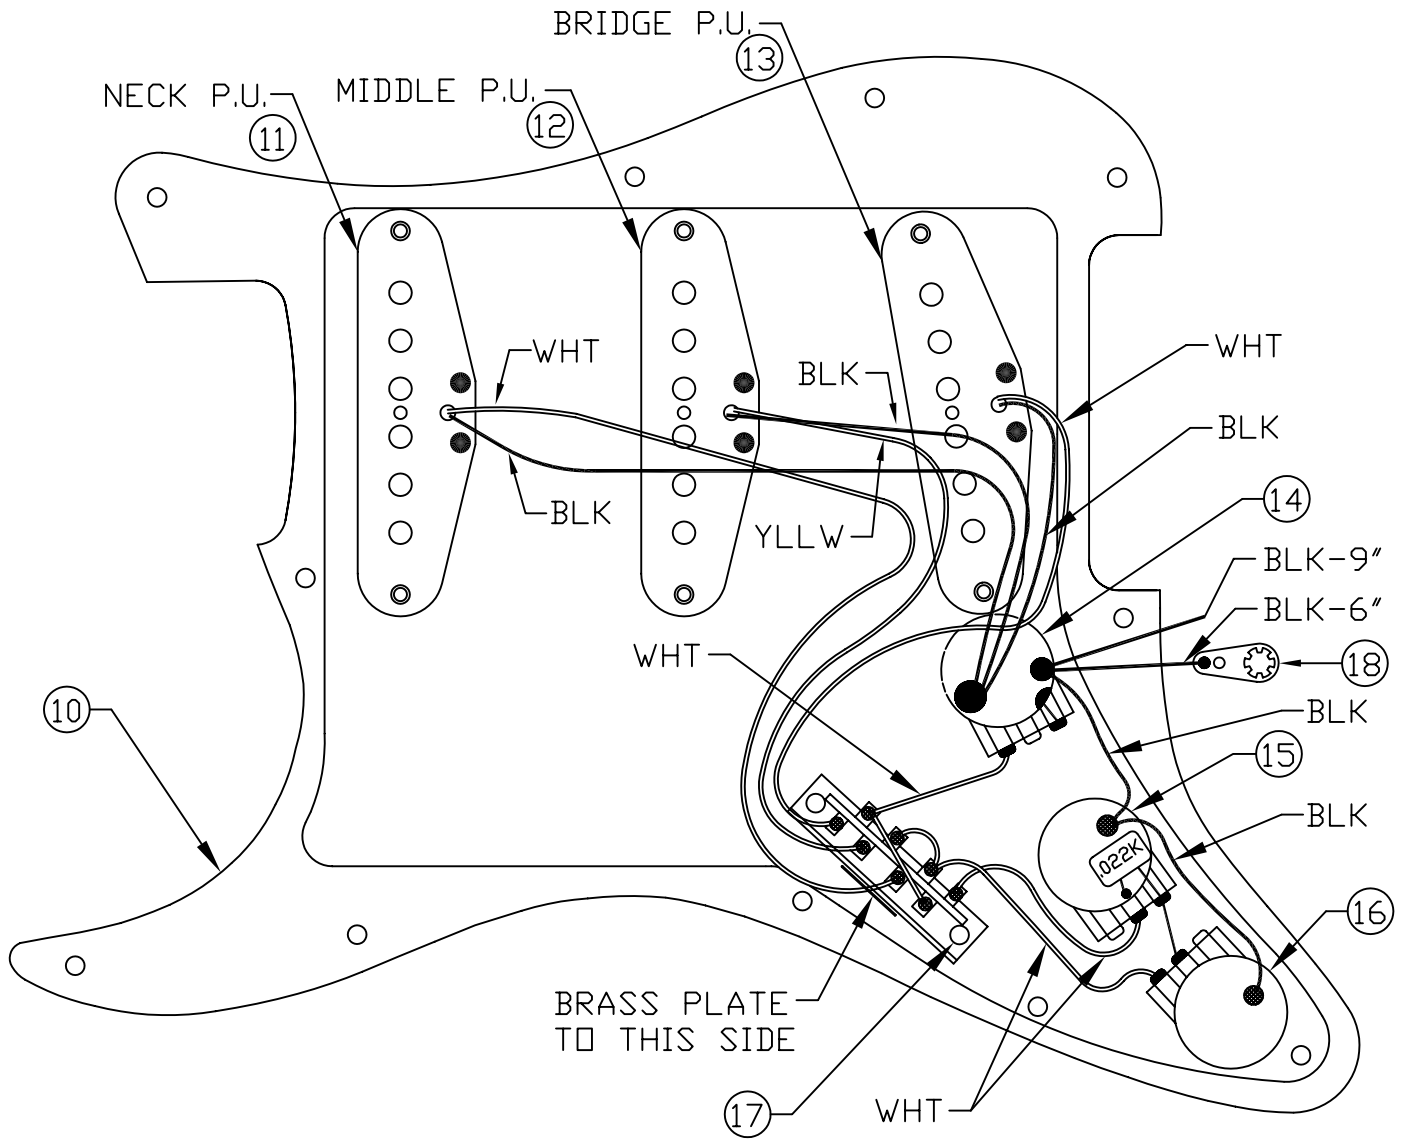 BRIDGE P.U.
13
NECK P.U.
11
MIDDLE P.U.
12
WHT
BLK
WHT
BLK
BLK
YLLW
14
BLK-9"
BLK-6"
18
WHT
10
BLK
15
BLK
.022K
16
BRASS PLATE
TO THIS SIDE
17
WHT